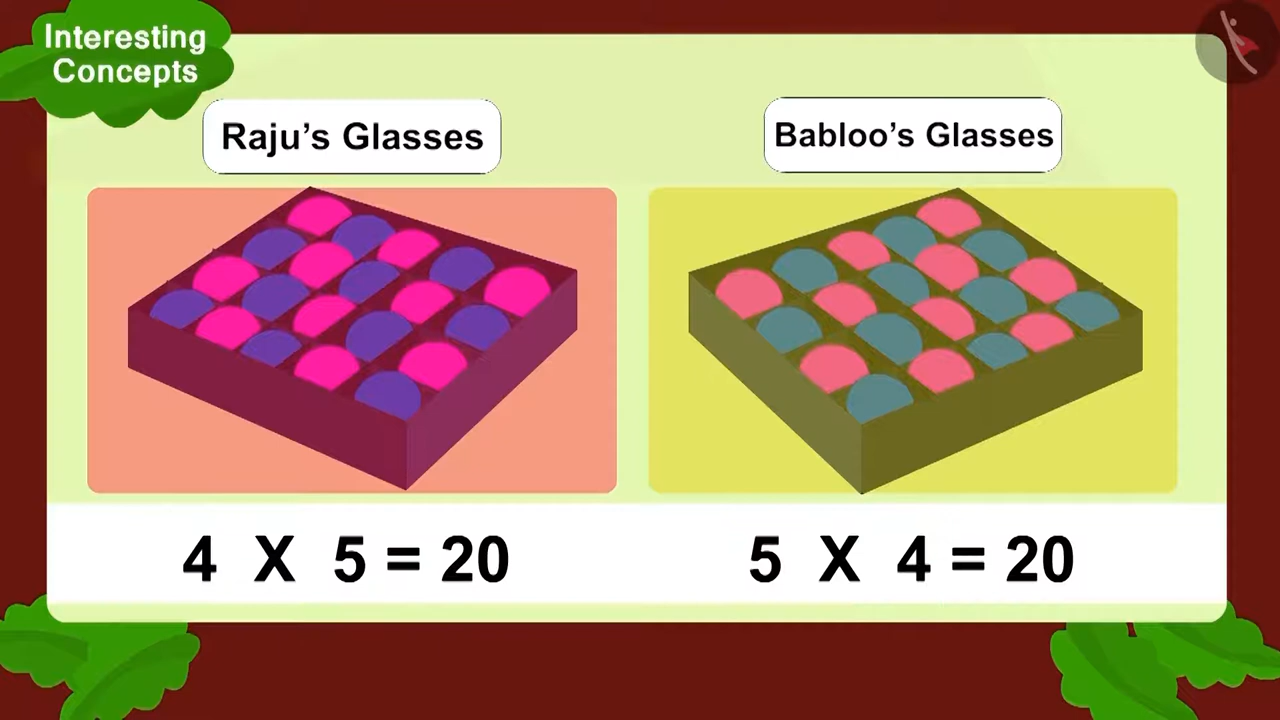 Interesting
Concepts
Raju's Glasses
Babloo's Glasses
4 X 5 = 20
5 X 4 = 20